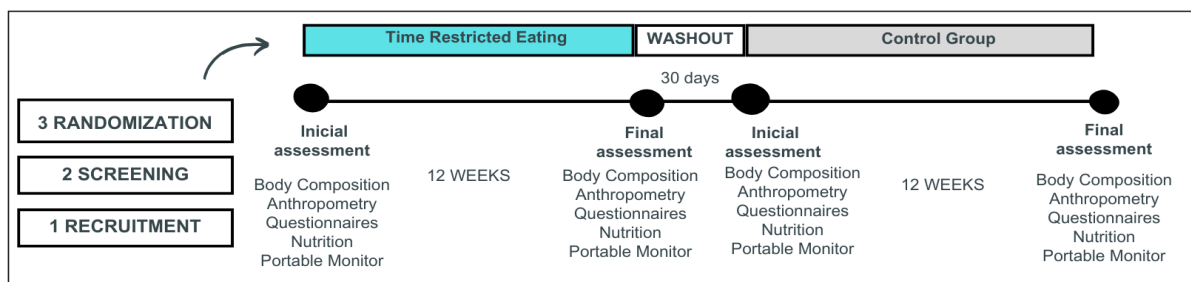 Time Restricted Eating
WASHOUT
Control Group
30 days
3 RANDOMIZATION
2 SCREENING
1 RECRUITMENT
Inicial
assessment
Body Composition
Anthropometry
Questionnaires
Nutrition
Portable Monitor
12 WEEKS
Final
assessment
Body Composition
Anthropometry
Questionnaires
Nutrition
Portable Monitor
Inicial
assessment
Body Composition
Anthropometry
Questionnaires
Nutrition
Portable Monitor
12 WEEKS
Final
assessment
Body Composition
Anthropometry
Questionnaires
Nutrition
Portable Monitor